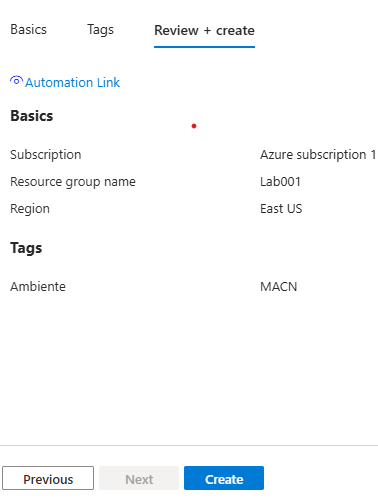 Basics Tags Review + create
Automation Link
Basics
Subscription Azure subscription 1
Resource group name Lab001
Region East US
Tags
Ambiente MACN
Previous Next Create